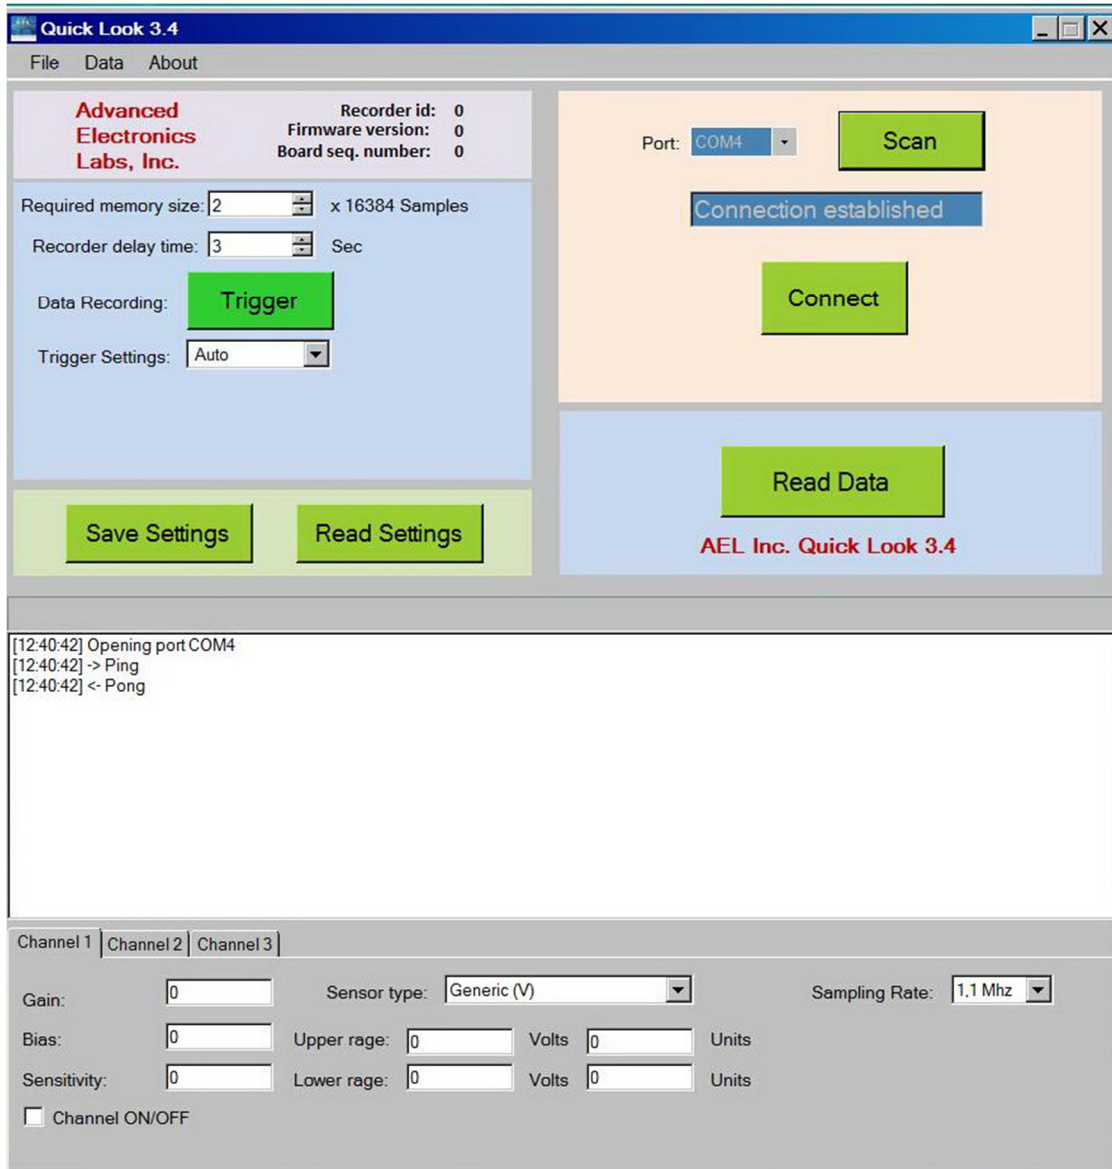 Quick Look 3.4
File Data About
Advanced
Electronics
Labs, Inc.
Recorder id: 0
Firmware version: 0
Board seq. number: 0
Port: COM4 Scan
Connection established
Connect
Required memory size: 2 x 16384 Samples
Recorder delay time: 3 Sec
Data Recording: Trigger
Trigger Settings: Auto
Save Settings Read Settings
Read Data
AEL Inc. Quick Look 3.4
[12:40:42] Opening port COM4
[12:40:42] -> Ping
[12:40:42] <- Pong
Channel 1 Channel 2 Channel 3
Gain: 0 Sensor type: Generic (V) Sampling Rate: 1,1 Mhz
Bias: 0 Upper rage: 0 Volts 0 Units
Sensitivity: 0 Lower rage: 0 Volts 0 Units
Channel ON/OFF